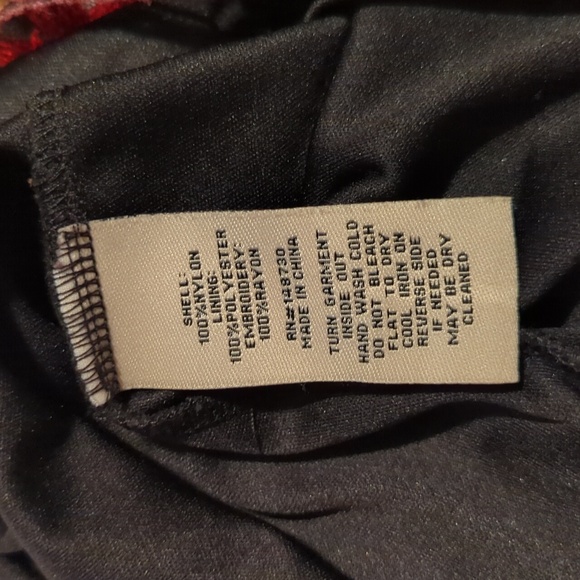 SHELL:
100%NYLON
LINING:
100%POLYESTER
EMBROIDERY:
100%RAYON
RN#148730
MADE IN CHINA
TURN GARMENT
INSIDE OUT
HAND WASH COLD
DO NOT BLEACH
FLAT TO DRY
COOL IRON ON
REVERSE SIDE
IF NEEDED
MAY BE DRY
CLEANED